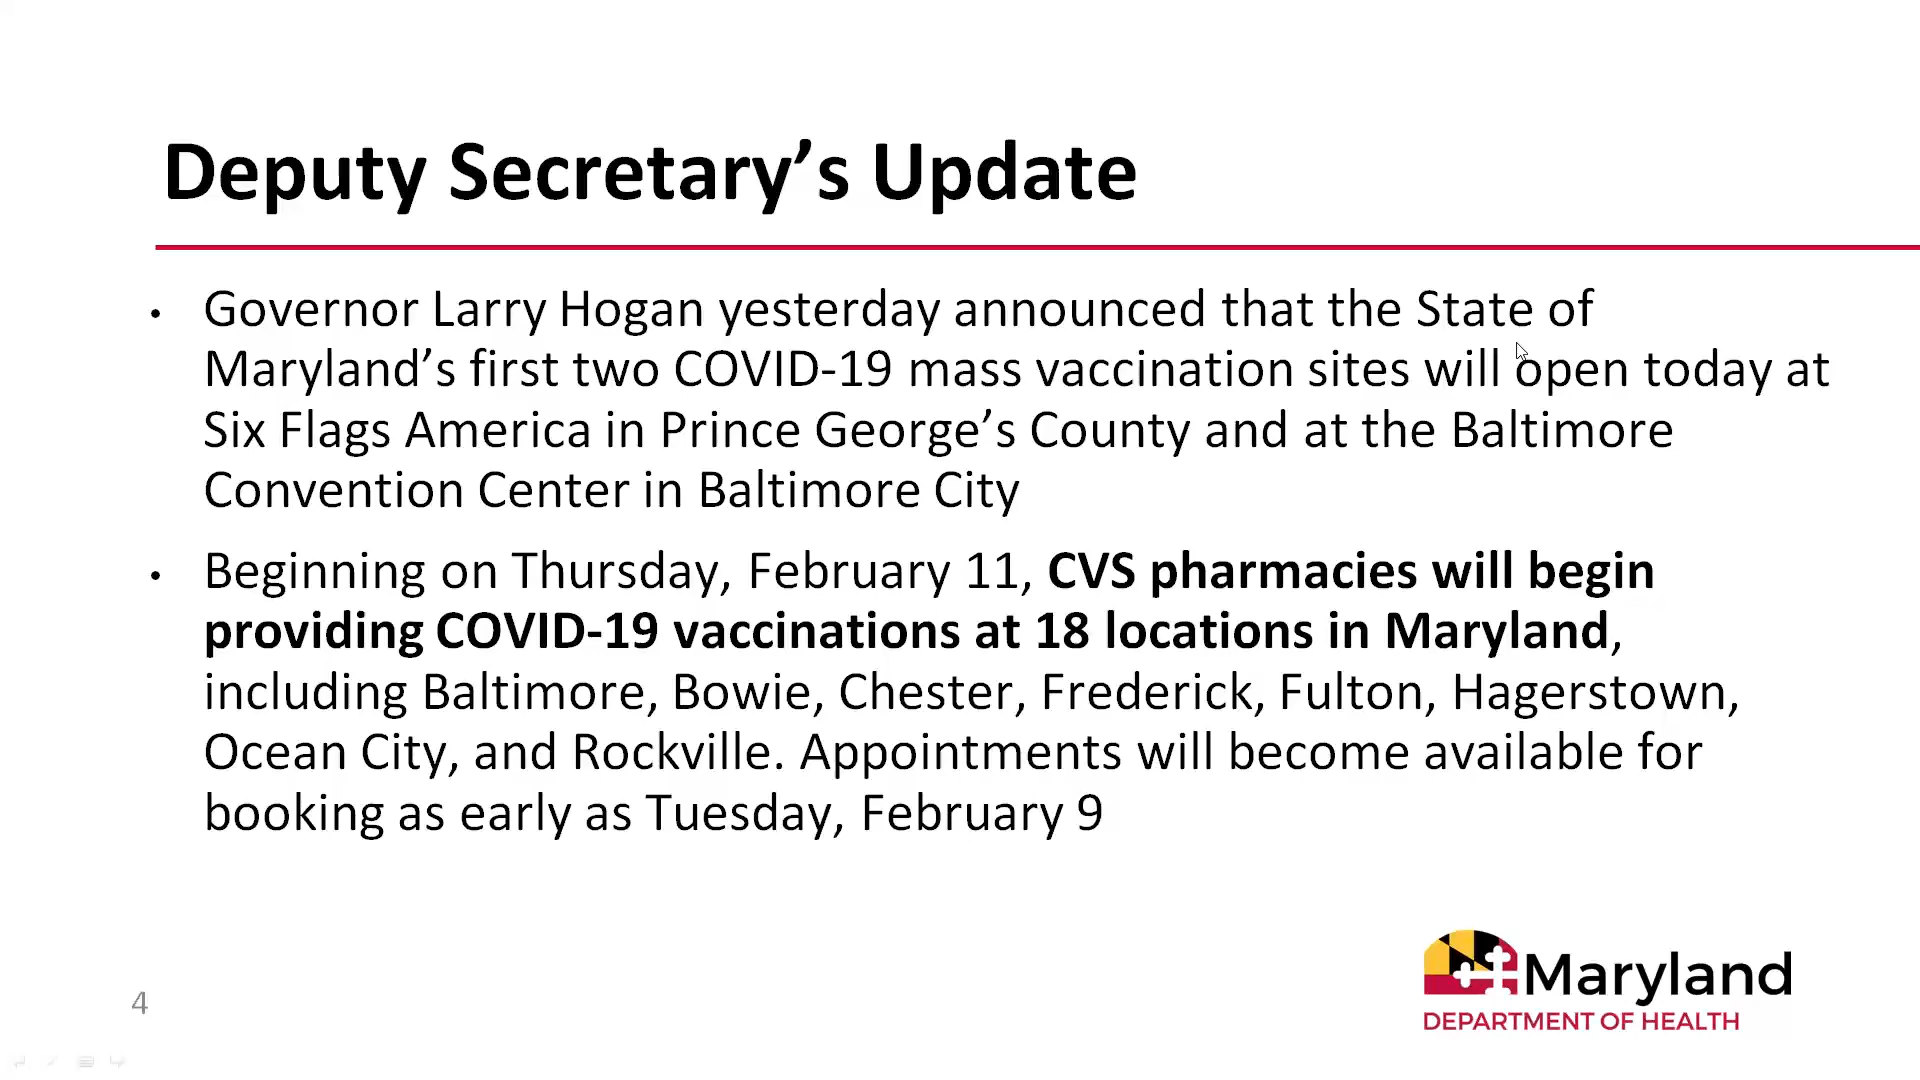 Deputy Secretary’s Update
• Governor Larry Hogan yesterday announced that the State of
Maryland’s first two COVID-19 mass vaccination sites will open today at
Six Flags America in Prince George’s County and at the Baltimore
Convention Center in Baltimore City
• Beginning on Thursday, February 11, CVS pharmacies will begin
providing COVID-19 vaccinations at 18 locations in Maryland,
including Baltimore, Bowie, Chester, Frederick, Fulton, Hagerstown,
Ocean City, and Rockville. Appointments will become available for
booking as early as Tuesday, February 9
4
Maryland
DEPARTMENT OF HEALTH